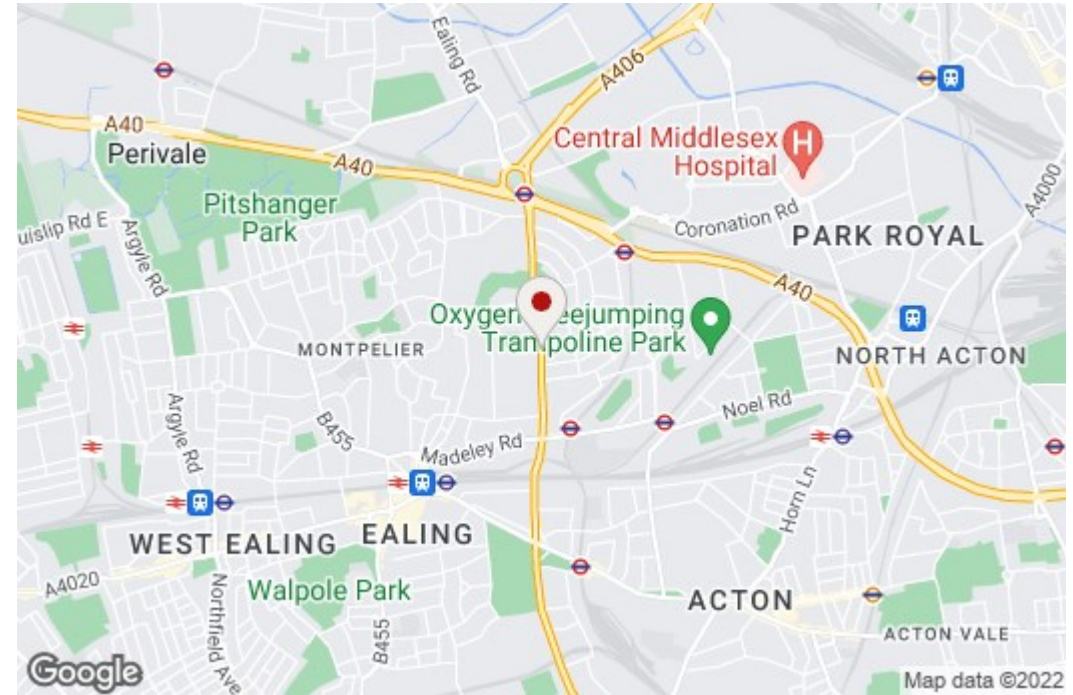 Ealing Rd
A406
A40
Perivale
A40
Central Middlesex
Hospital
H
A4000
Pitshanger
Park
uislip Rd E
Argyle Rd
Coronation Rd
PARK ROYAL
A40
Oxygen eejumping
Trampoline Park
MONTPELIER
NORTH ACTON
Argyle Rd
B455
Noel Rd
Madeley Rd
Horn Ln
WEST EALING
EALING
A4020
Walpole Park
Northfield Ave
B455
ACTON
ACTON VALE
Google
Map data ©2022